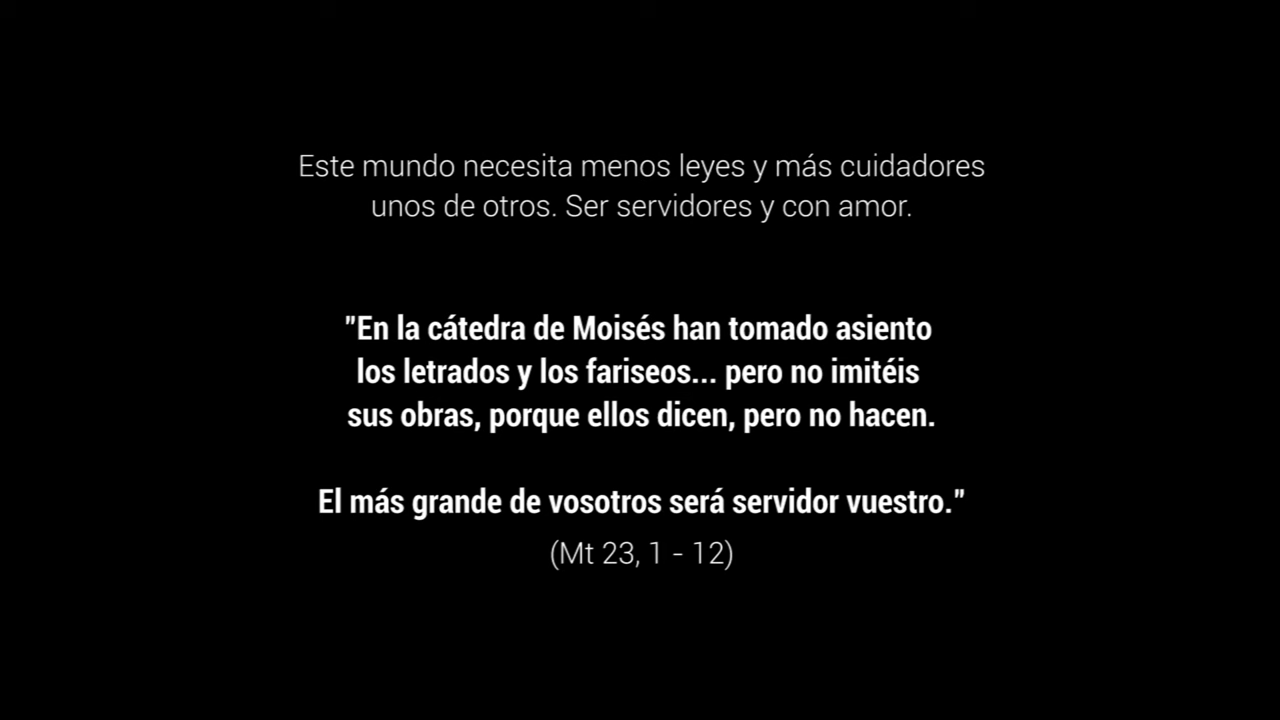 Este mundo necesita menos leyes y más cuidadores
unos de otros. Ser servidores y con amor.
"En la cátedra de Moisés han tomado asiento
los letrados y los fariseos... pero no imitéis
sus obras, porque ellos dicen, pero no hacen.
El más grande de vosotros será servidor vuestro."
(Mt 23, 1 - 12)